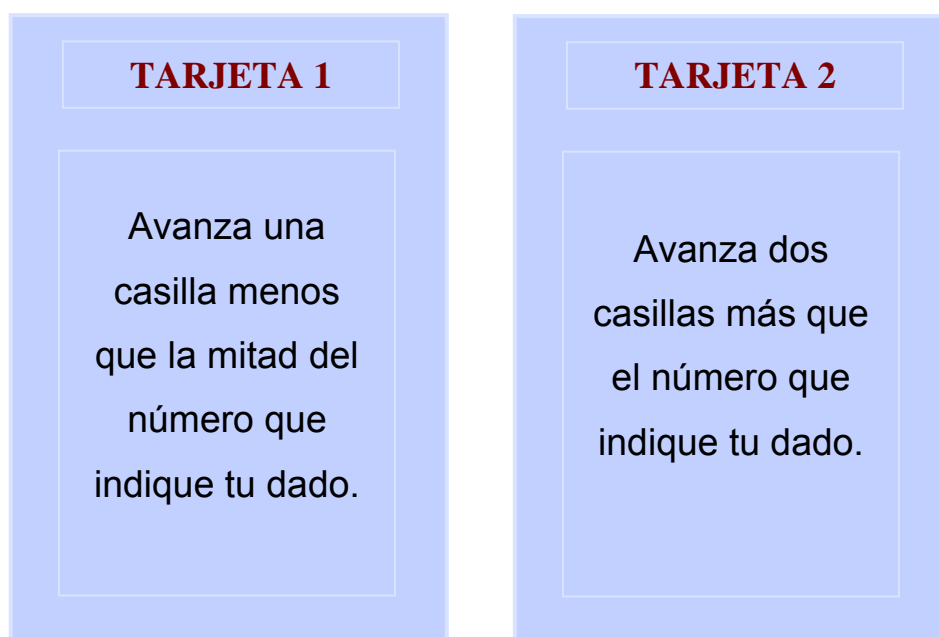 TARJETA 1
Avanza una
casilla menos
que la mitad del
número que
indique tu dado.
TARJETA 2
Avanza dos
casillas más que
el número que
indique tu dado.